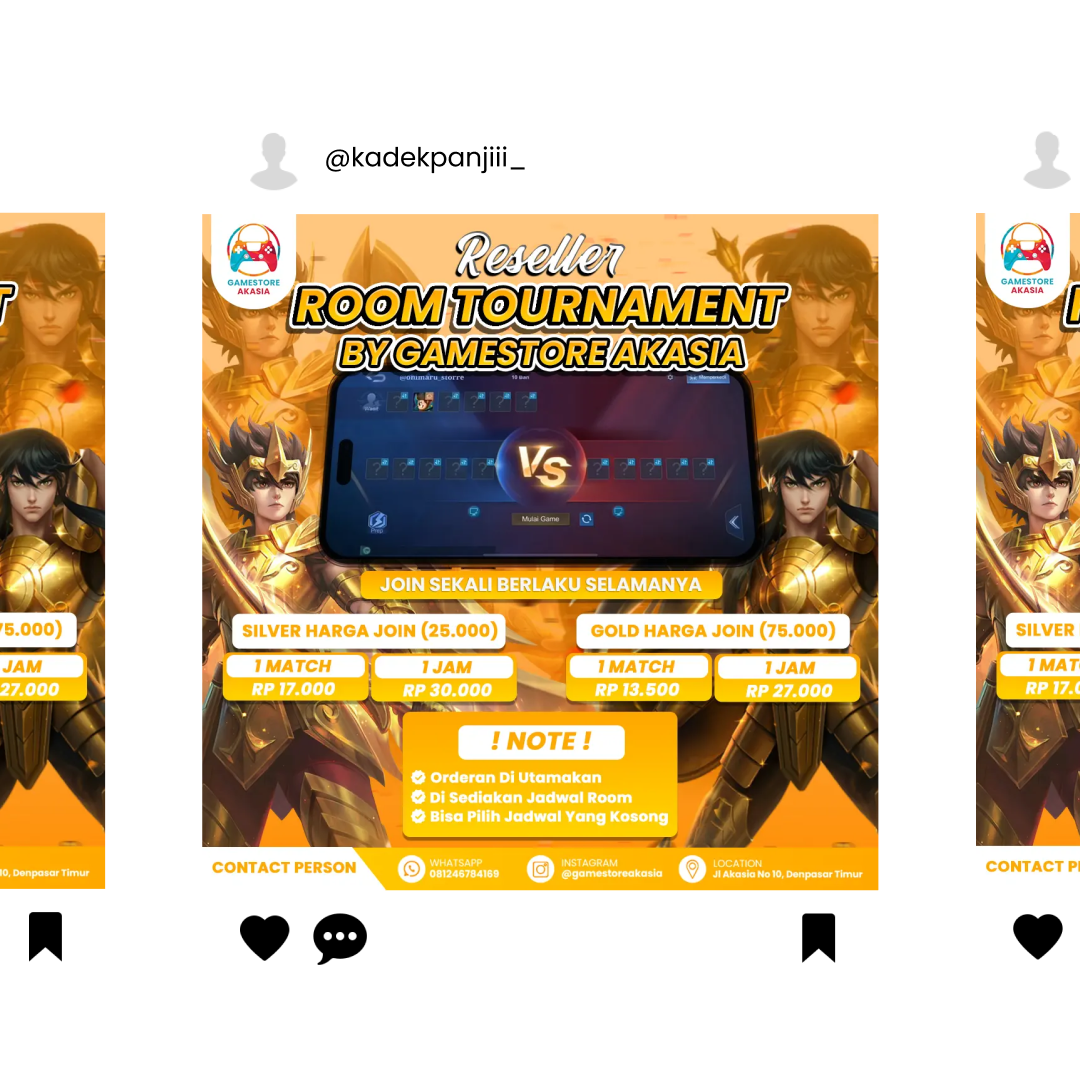 @kadekpanjiii_
GAMESTORE
AKASIA
Reseller
ROOM TOURNAMENT
BY GAMESTORE AKASIA
@ohimaru_storre
VS
Mulai Game
Prep
JOIN SEKALI BERLAKU SELAMANYA
SILVER HARGA JOIN (25.000)
1 MATCH
RP 17.000
1 JAM
RP 30.000
GOLD HARGA JOIN (75.000)
1 MATCH
RP 13.500
1 JAM
RP 27.000
! NOTE !
Orderan Di Utamakan
Di Sediakan Jadwal Room
Bisa Pilih Jadwal Yang Kosong
CONTACT PERSON
WHATSAPP
081246784169
INSTAGRAM
@gamestoreakasia
LOCATION
Jl Akasia No 10, Denpasar Timur
T
75.000)
JAM
27.000
10, Denpasar Timur
GAMESTORE
AKASIA
SILVER
1 MAT
RP 17.0
CONTACT PE